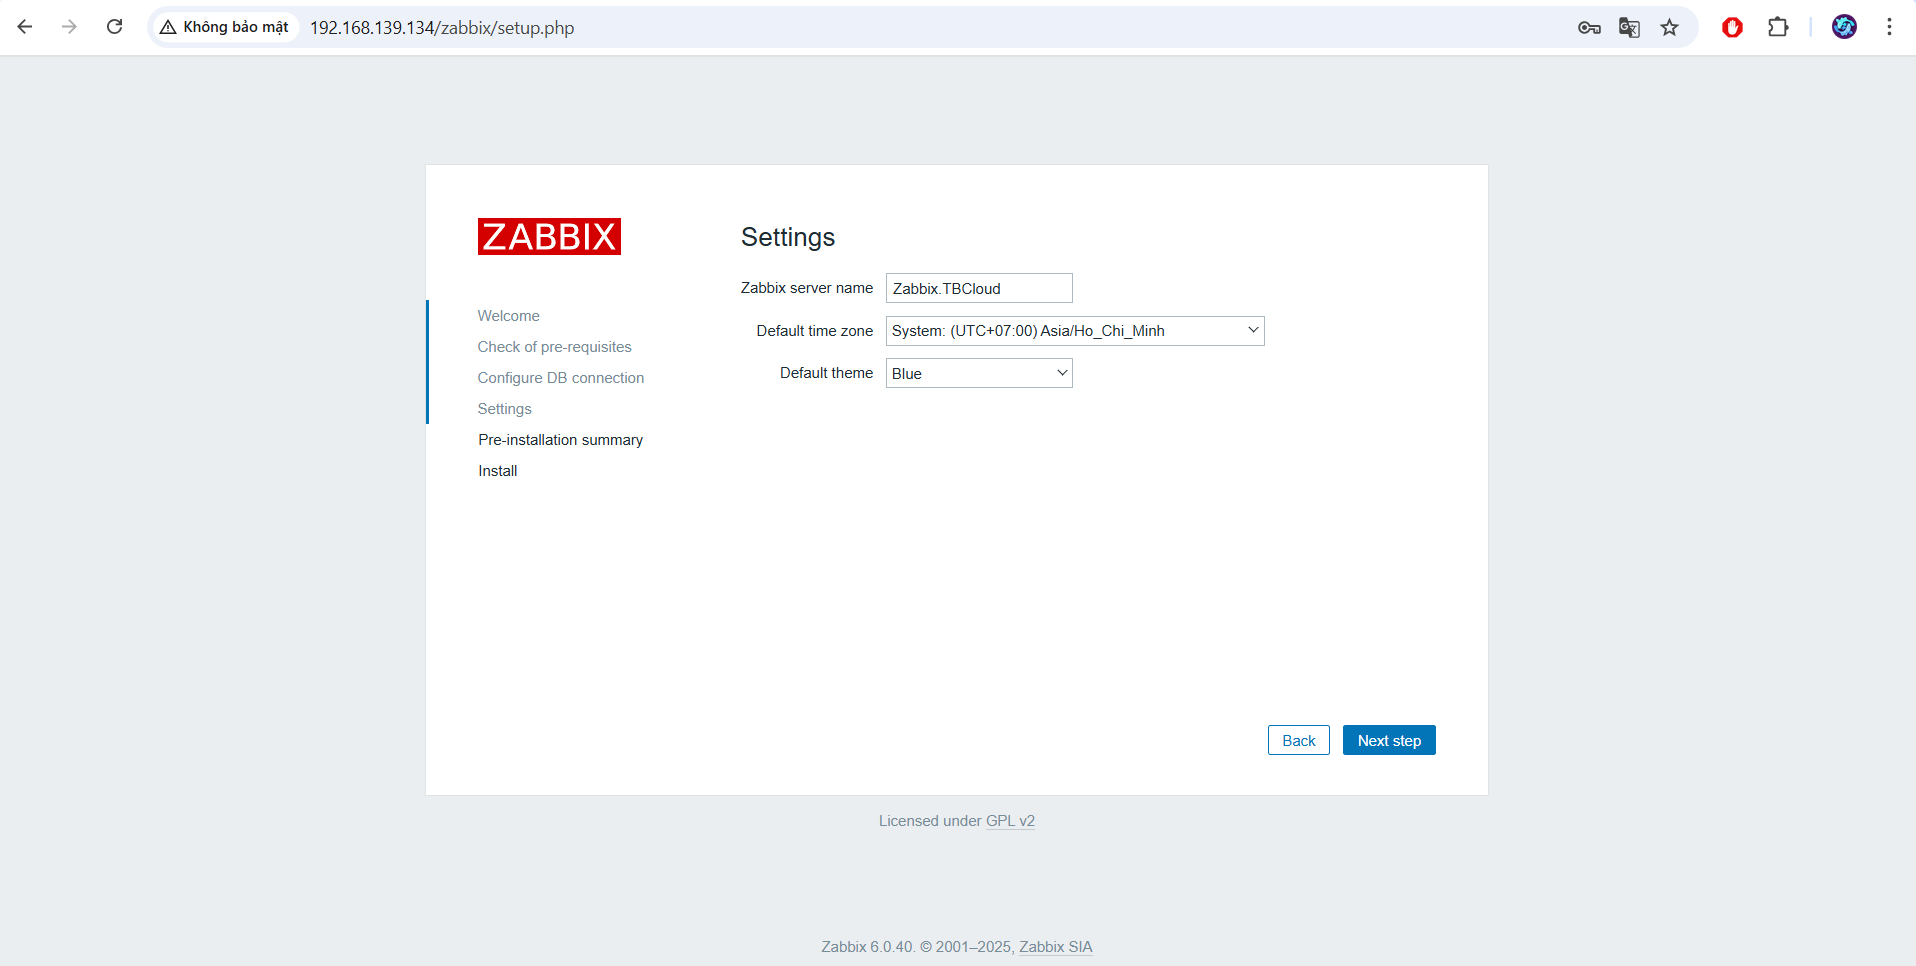 Không bảo mật 192.168.139.134/zabbix/setup.php
ZABBIX
Welcome
Check of pre-requisites
Configure DB connection
Settings
Pre-installation summary
Install
Settings
Zabbix server name Zabbix.TBCloud
Default time zone System: (UTC+07:00) Asia/Ho_Chi_Minh
Default theme Blue
Back Next step
Licensed under GPL v2
Zabbix 6.0.40. © 2001–2025, Zabbix SIA